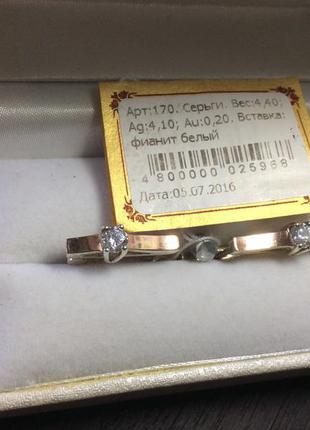 Арт:170. Серьги. Вес:4,40;
Ag:4,10; Au:0,20. Вставка:
фианит белый
4 800000 025968
Дата:05.07.2016